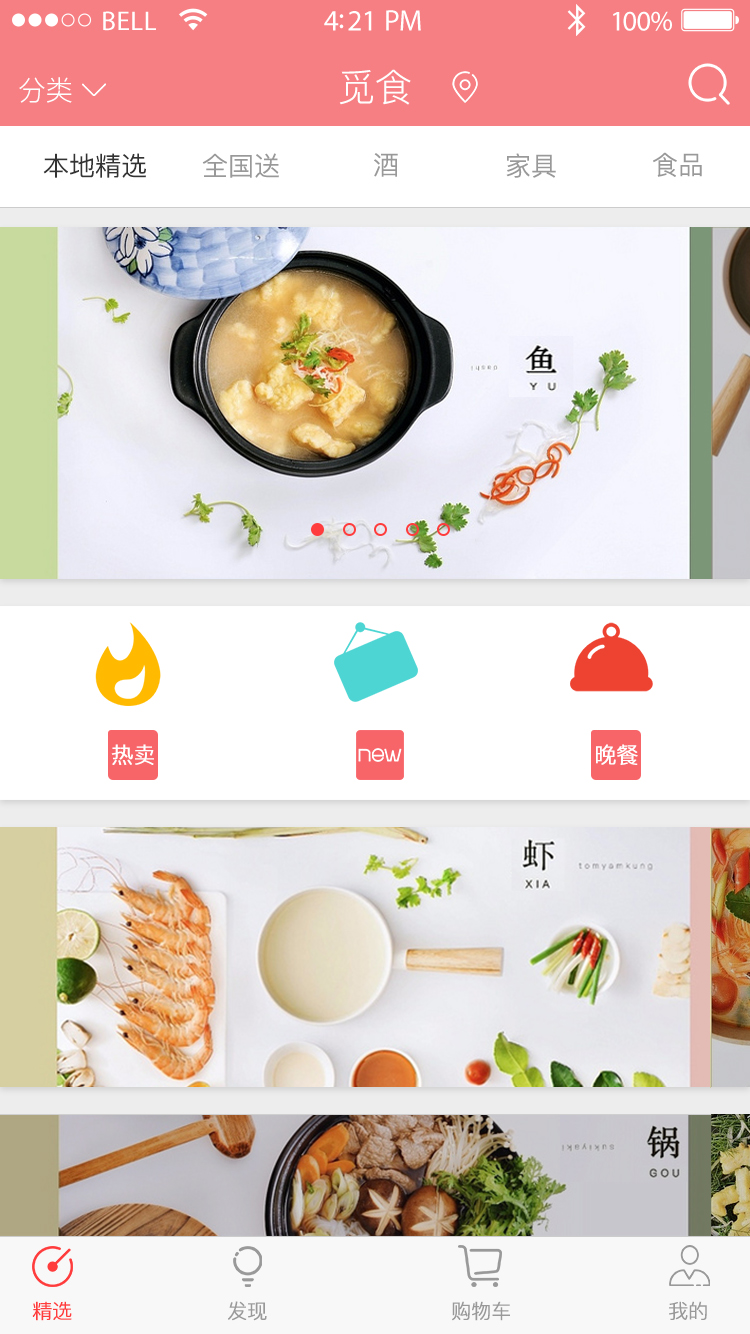 BELL 4:21 PM 100%
分类 觅食
本地精选 全国送 酒 家具 食品
dashi
鱼
YU
热卖 new 晚餐
虾
tomyamkung
XIA
sukiyaki
锅
GOU
精选 发现 购物车 我的